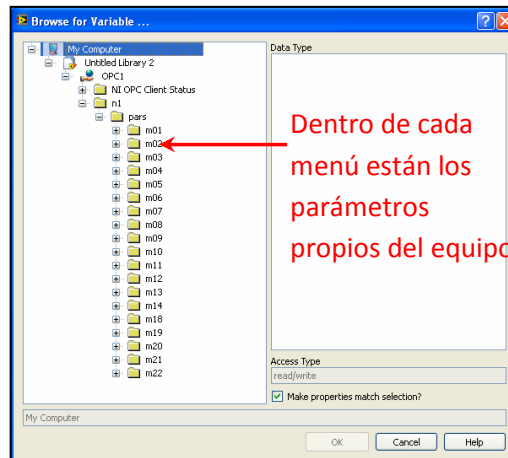 Browse for Variable ...
My Computer
Untitled Library 2
OPC1
NI OPC Client Status
n1
pars
m01
m02
m03
m04
m05
m06
m07
m08
m09
m10
m11
m12
m13
m14
m18
m19
m20
m21
m22
Data Type
Dentro de cada
menú están los
parámetros
propios del equipo
Access Type
read/write
Make properties match selection?
My Computer
OK Cancel Help